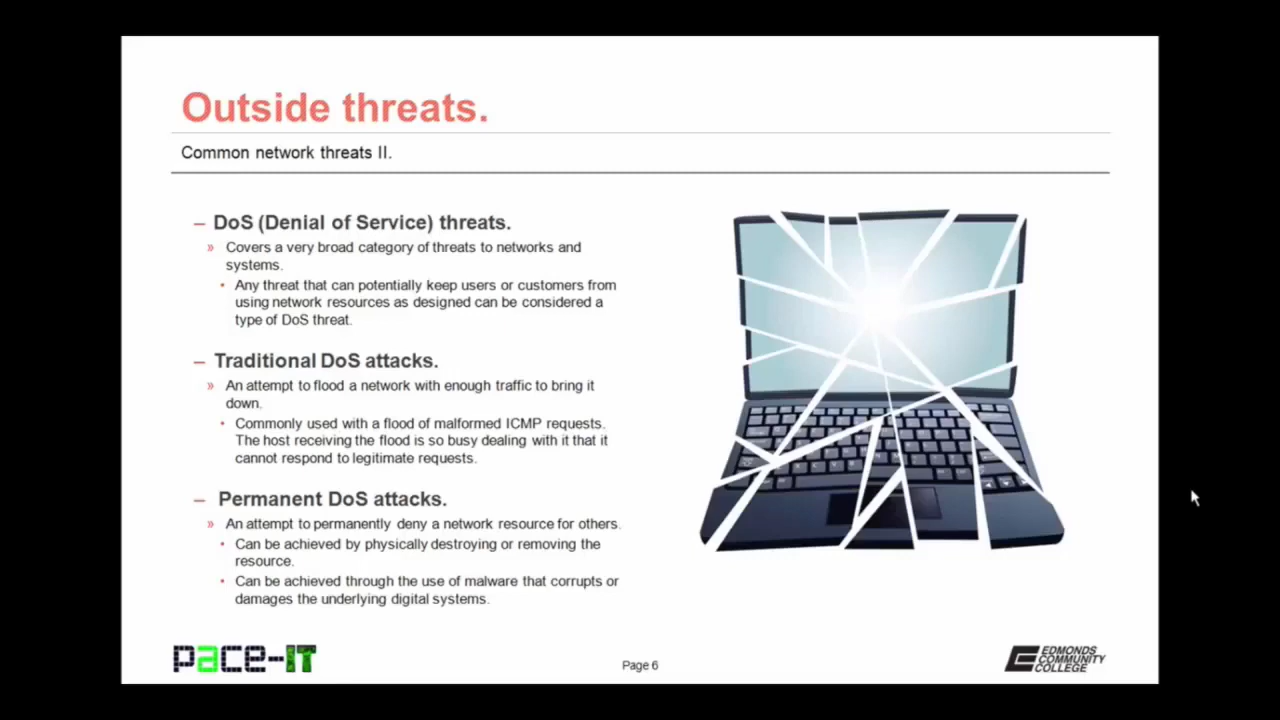 Outside threats.
Common network threats II.
– DoS (Denial of Service) threats.
» Covers a very broad category of threats to networks and
systems.
• Any threat that can potentially keep users or customers from
using network resources as designed can be considered a
type of DoS threat.
– Traditional DoS attacks.
» An attempt to flood a network with enough traffic to bring it
down.
• Commonly used with a flood of malformed ICMP requests.
The host receiving the flood is so busy dealing with it that it
cannot respond to legitimate requests.
– Permanent DoS attacks.
» An attempt to permanently deny a network resource for others.
• Can be achieved by physically destroying or removing the
resource.
• Can be achieved through the use of malware that corrupts or
damages the underlying digital systems.
pace-IT
Page 6
EDMONDS
COMMUNITY
COLLEGE